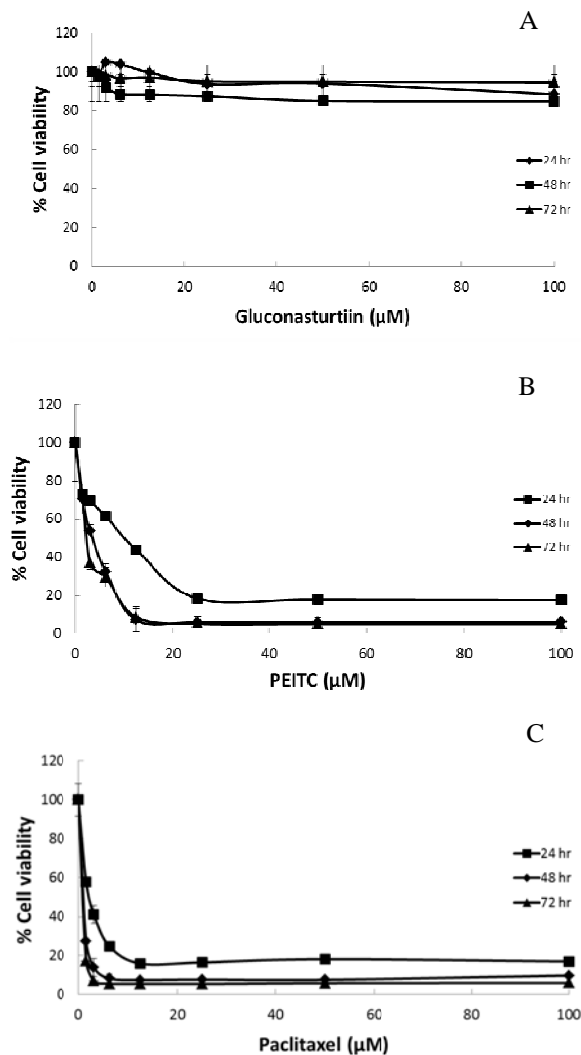 A
120
100
80
60
40
20
0
% Cell viability
24 hr
48 hr
72 hr
0 20 40 60 80 100
Gluconasturtiin (µM)
B
120
100
80
60
40
20
0
% Cell viability
24 hr
48 hr
72 hr
0 20 40 60 80 100
PEITC (µM)
C
120
100
80
60
40
20
0
% Cell viability
24 hr
48 hr
72 hr
0 20 40 60 80 100
Paclitaxel (µM)